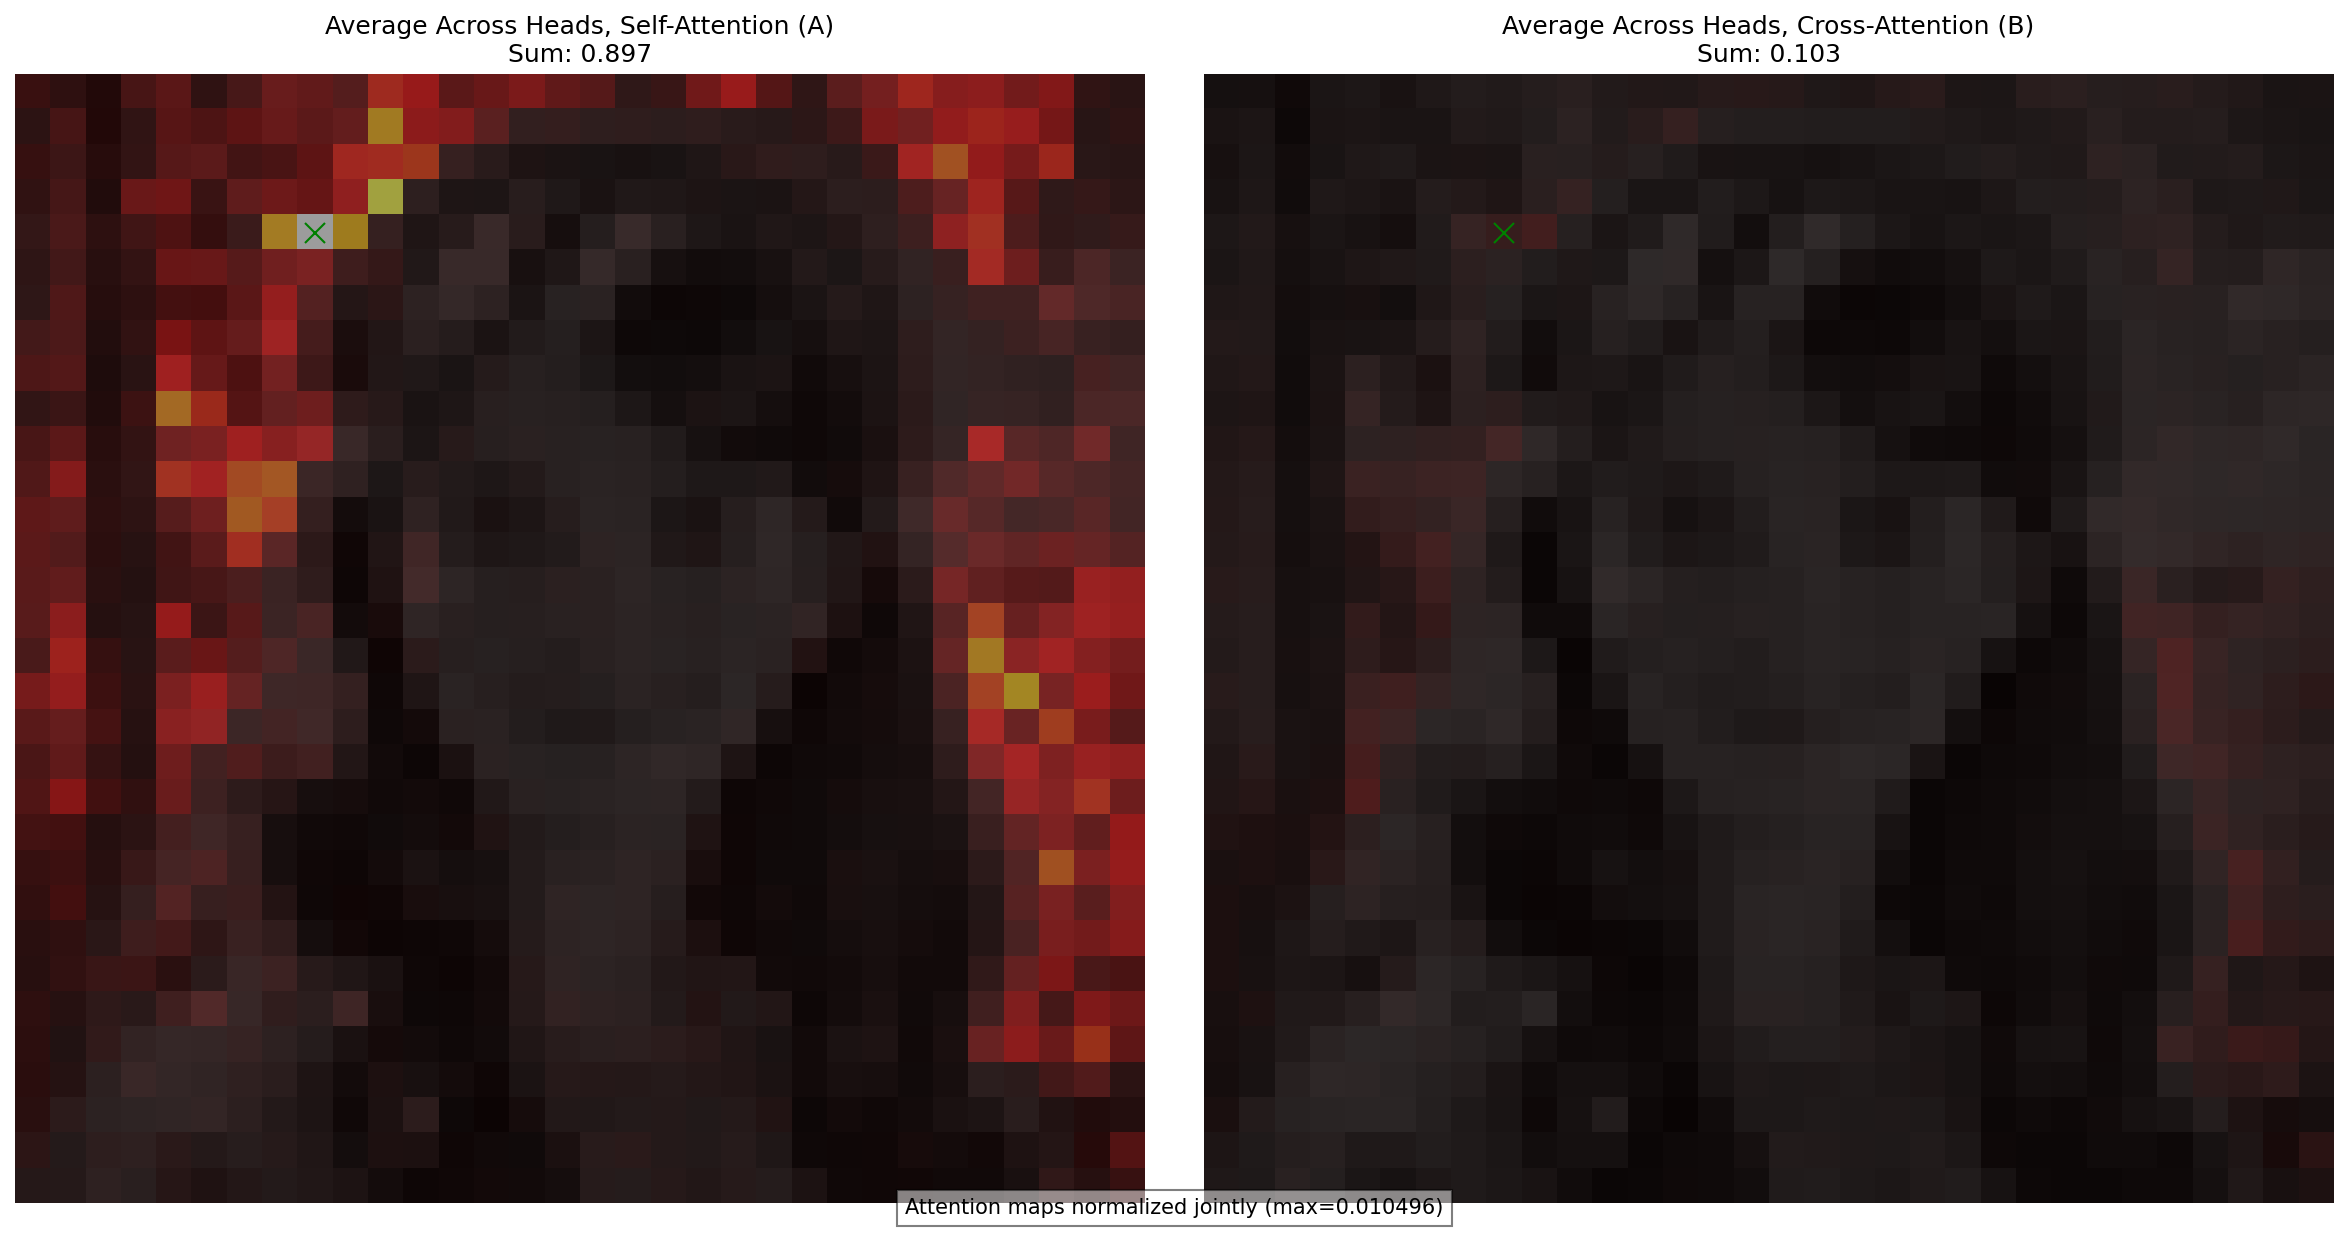 Average Across Heads, Self-Attention (A)
Sum: 0.897
Average Across Heads, Cross-Attention (B)
Sum: 0.103
Attention maps normalized jointly (max=0.010496)